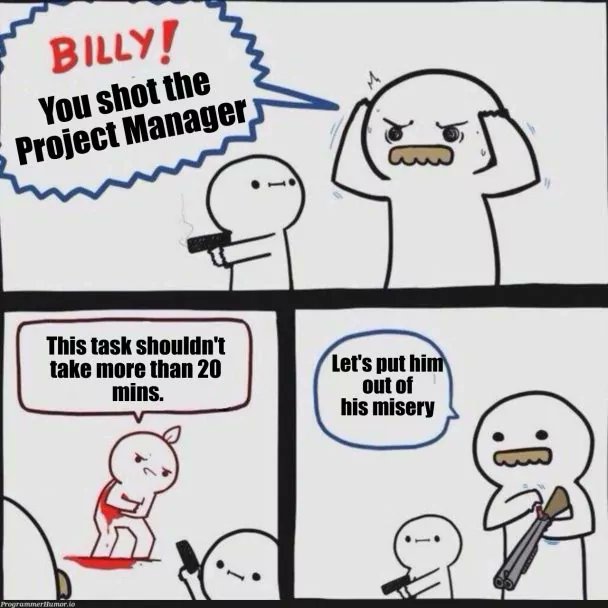 BILLY!
You shot the
Project Manager
This task shouldn't
take more than 20
mins.
Let's put him
out of
his misery
ProgrammerHumor.io